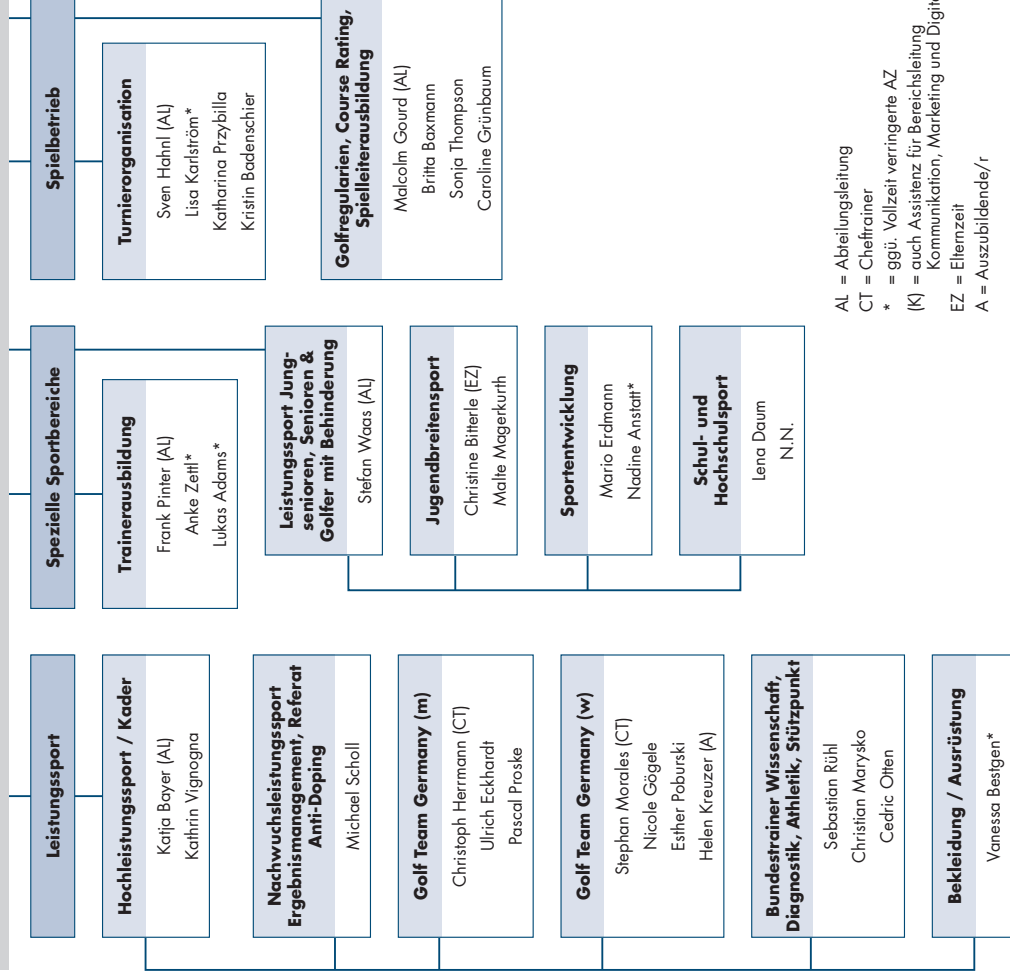 Leistungssport
Hochleistungssport / Kader
Katja Bayer (AL)
Kathrin Vignogna
Nachwuchsleistungssport
Ergebnismanagement, Referat
Anti-Doping
Michael Scholl
Golf Team Germany (m)
Christoph Herrmann (CT)
Ulrich Eckhardt
Pascal Proske
Golf Team Germany (w)
Stephan Morales (CT)
Nicole Gögele
Esther Poburski
Helen Kreuzer (A)
Bundestrainer Wissenschaft,
Diagnostik, Athletik, Stützpunkt
Sebastian Rühl
Christian Marysko
Cedric Otten
Bekleidung / Ausrüstung
Vanessa Bestgen*
Spezielle Sportbereiche
Trainerausbildung
Frank Pinter (AL)
Anke Zettl*
Lukas Adams*
Leistungssport Jung-
senioren, Senioren &
Golfer mit Behinderung
Stefan Waas (AL)
Jugendbreitensport
Christine Bitterle (EZ)
Malte Magerkurth
Sportentwicklung
Mario Erdmann
Nadine Anstatt*
Schul- und
Hochschulsport
Lena Daum
N.N.
Spielbetrieb
Turnierorganisation
Sven Hahnl (AL)
Lisa Karlström*
Katharina Przybilla
Kristin Badenschier
Golfregularien, Course Rating,
Spielleiterausbildung
Malcolm Gourd (AL)
Britta Baxmann
Sonja Thompson
Caroline Grünbaum
AL = Abteilungsleitung
CT = Cheftrainer
* = ggü. Vollzeit verringerte AZ
(K) = auch Assistenz für Bereichsleitung
Kommunikation, Marketing und
EZ = Elternzeit
A = Auszubildende/r